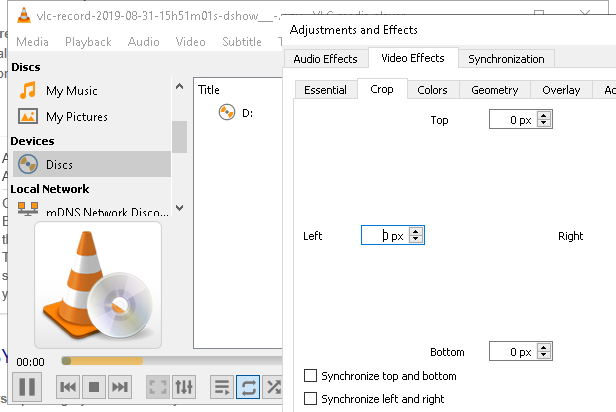 vlc-record-2019-08-31-15h51m01s-dshow__-.
Adjustments and Effects
Media Playback Audio Video Subtitle T
Audio Effects Video Effects Synchronization
Discs
Essential Crop Colors Geometry Overlay
My Music
Title
My Pictures
D:
Top 0 px
Devices
Discs
Local Network
mDNS Network Disco...
Left 0 px Right
Bottom 0 px
00:00
Synchronize top and bottom
Synchronize left and right